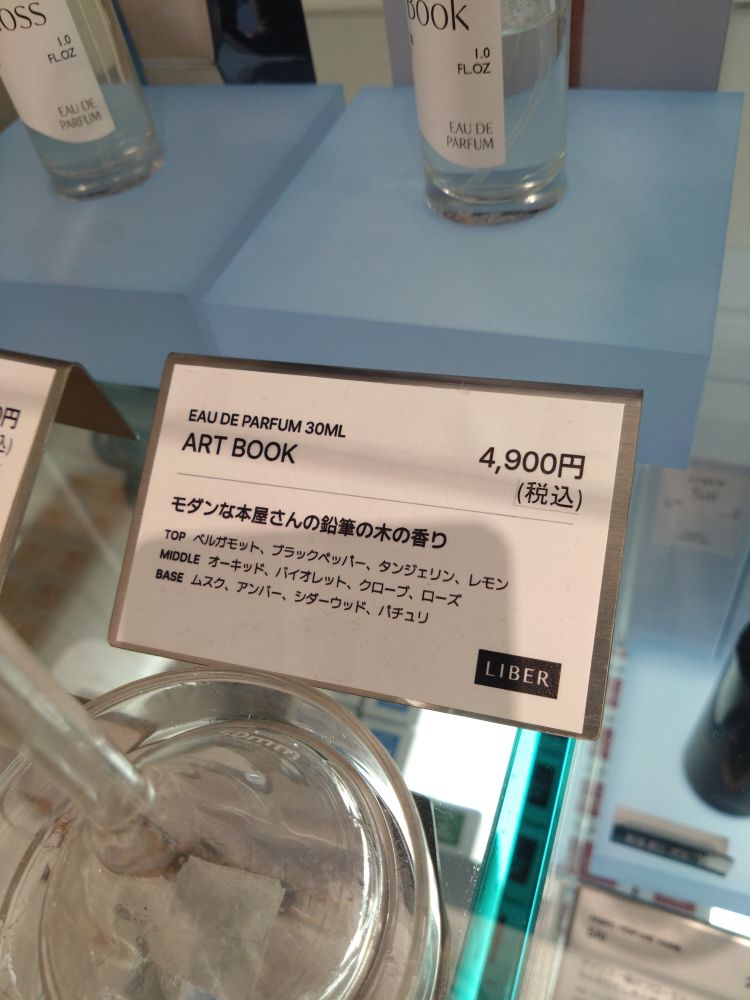 OSS
1.0
FL.OZ
EAU DE
PARFUM
BOOK
1.0
FL.OZ
EAU DE
PARFUM
0円
込)
EAU DE PARFUM 30ML
ART BOOK
4,900円
(税込)
モダンな本屋さんの鉛筆の木の香り
TOP ベルガモット、ブラックペッパー、タンジェリン、レモン
MIDDLE オーキッド、バイオレット、クローブ、ローズ
BASE ムスク、アンバー、シダーウッド、パチュリ
LIBER